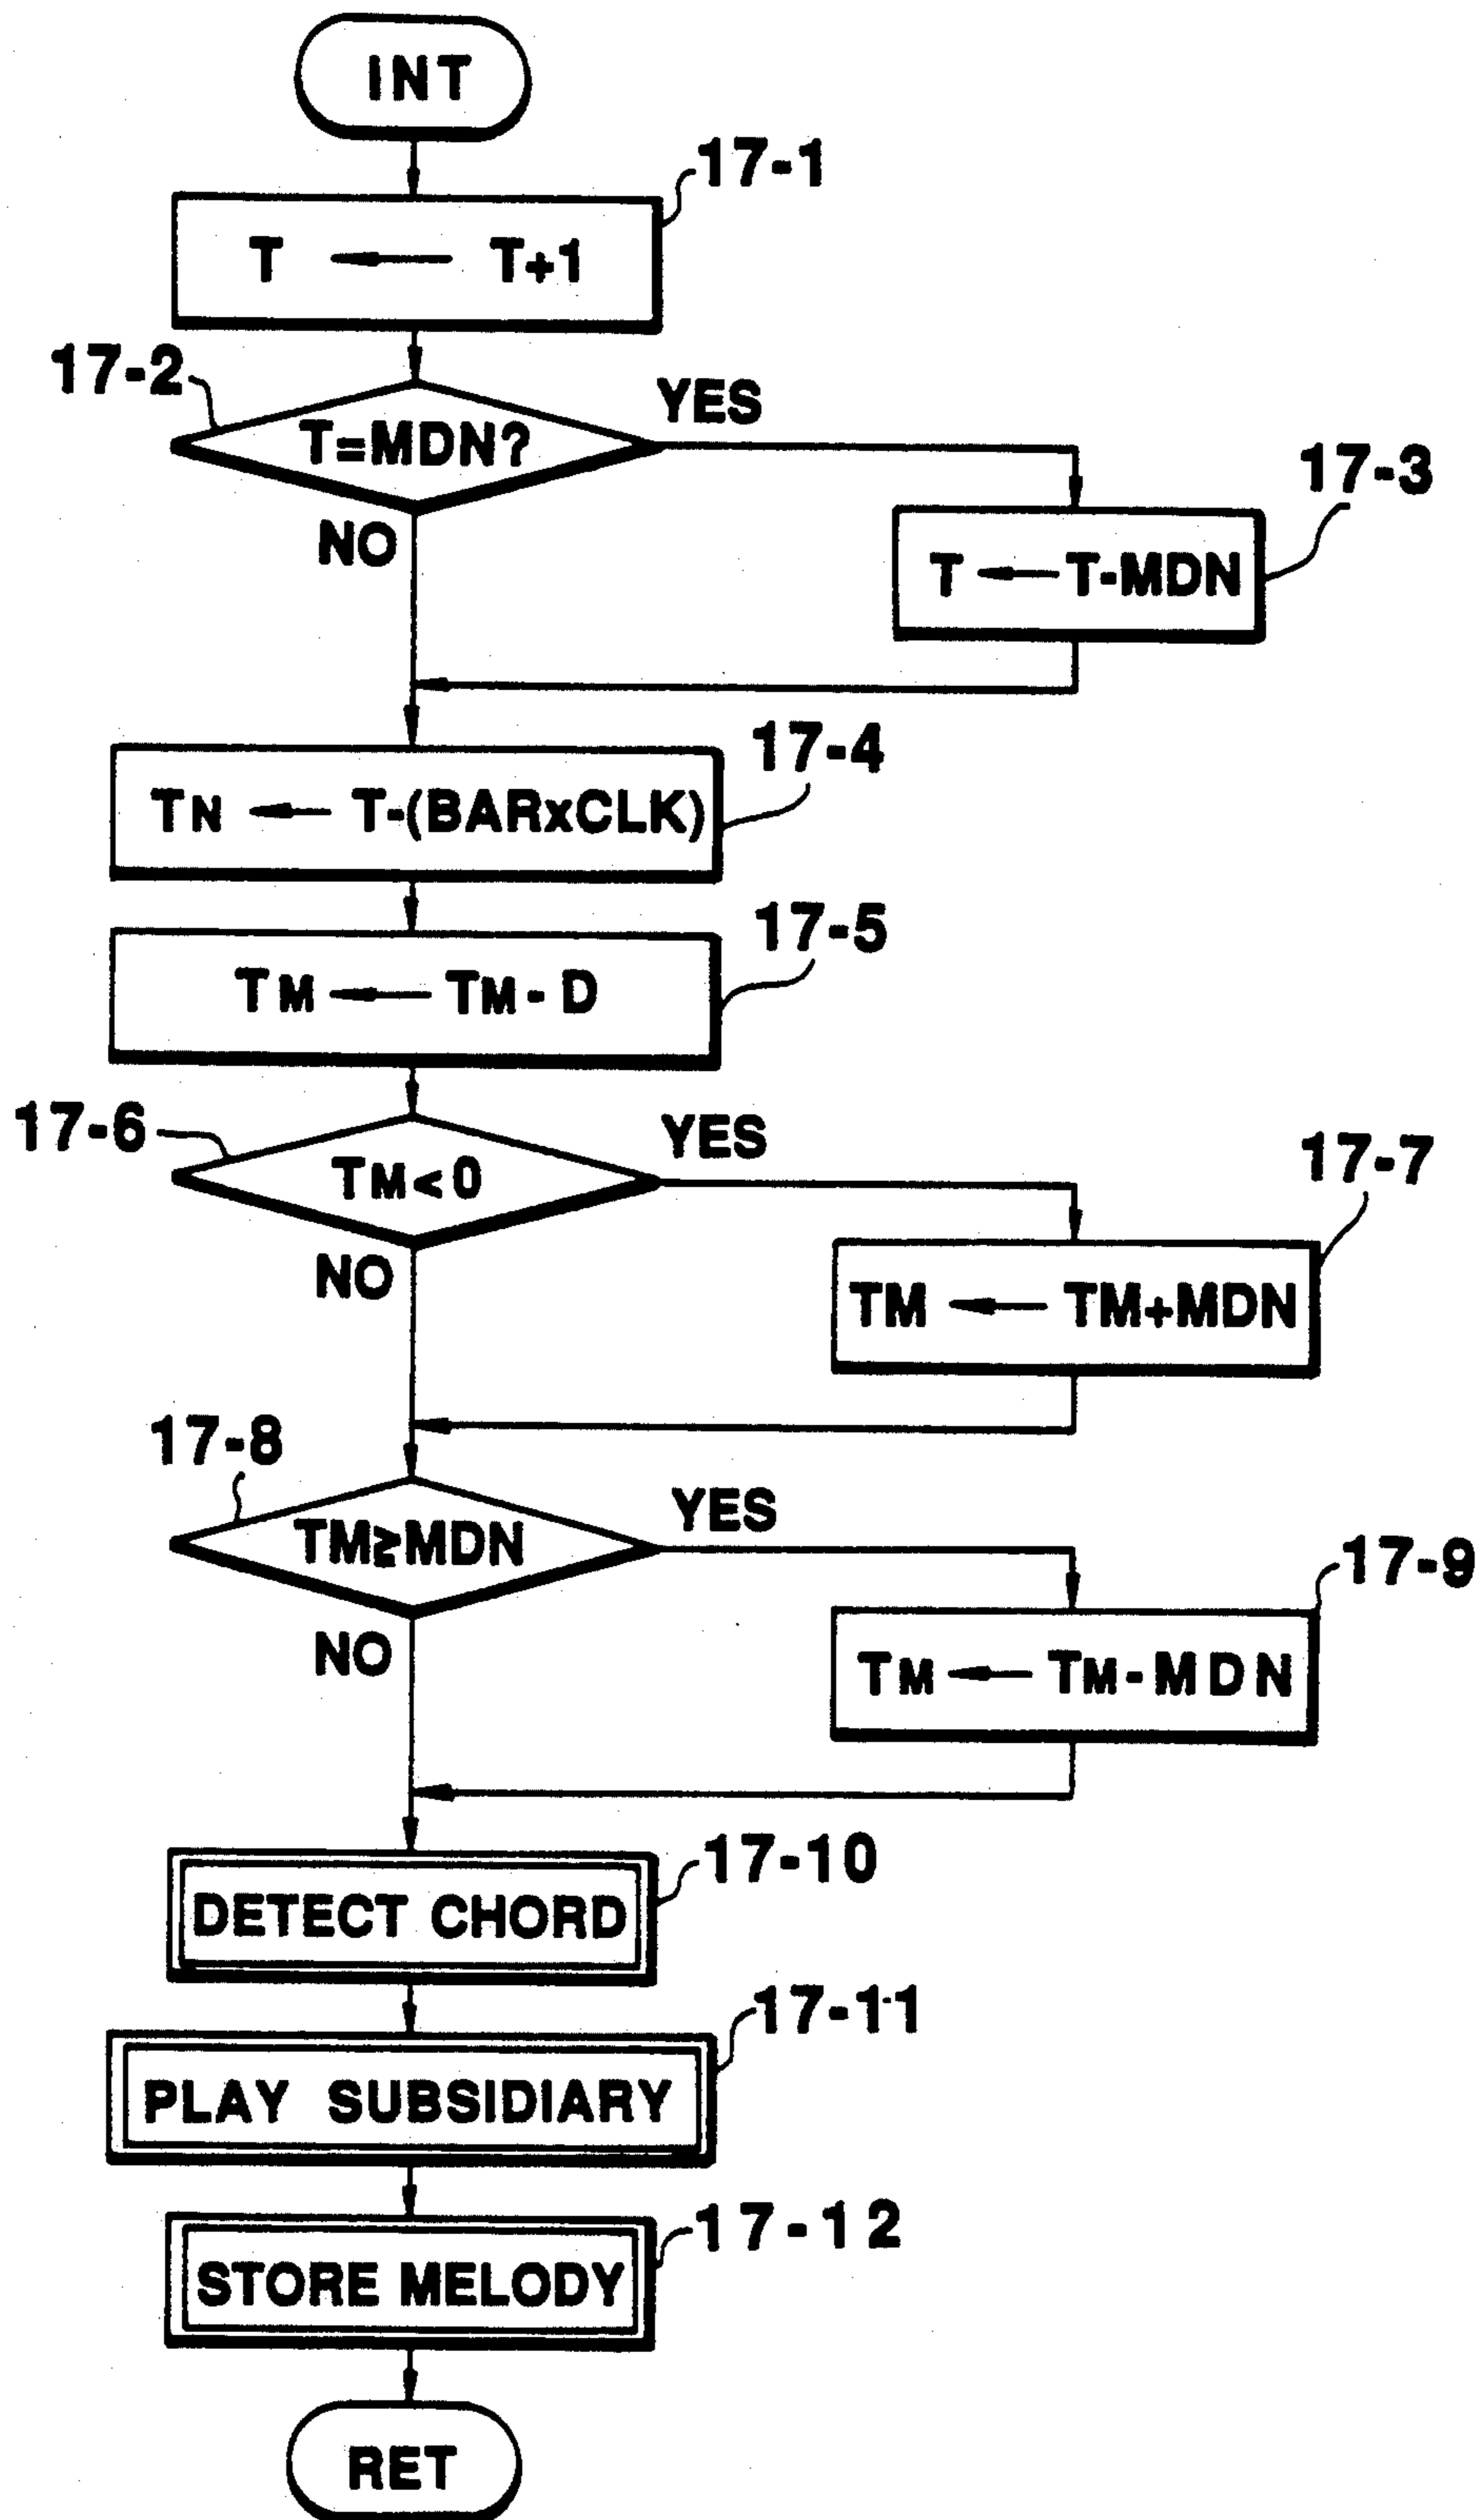 INT
17-1
T ← T+1
17-2
T=MDN?
YES
NO
17-3
T ← T-MDN
17-4
TN ← T-(BARxCLK)
17-5
TM ← TM-D
17-6
TM<0
YES
NO
17-7
TM ← TM+MDN
17-8
TM≥MDN
YES
NO
17-9
TM ← TM-MDN
17-10
DETECT CHORD
17-11
PLAY SUBSIDIARY
17-12
STORE MELODY
RET